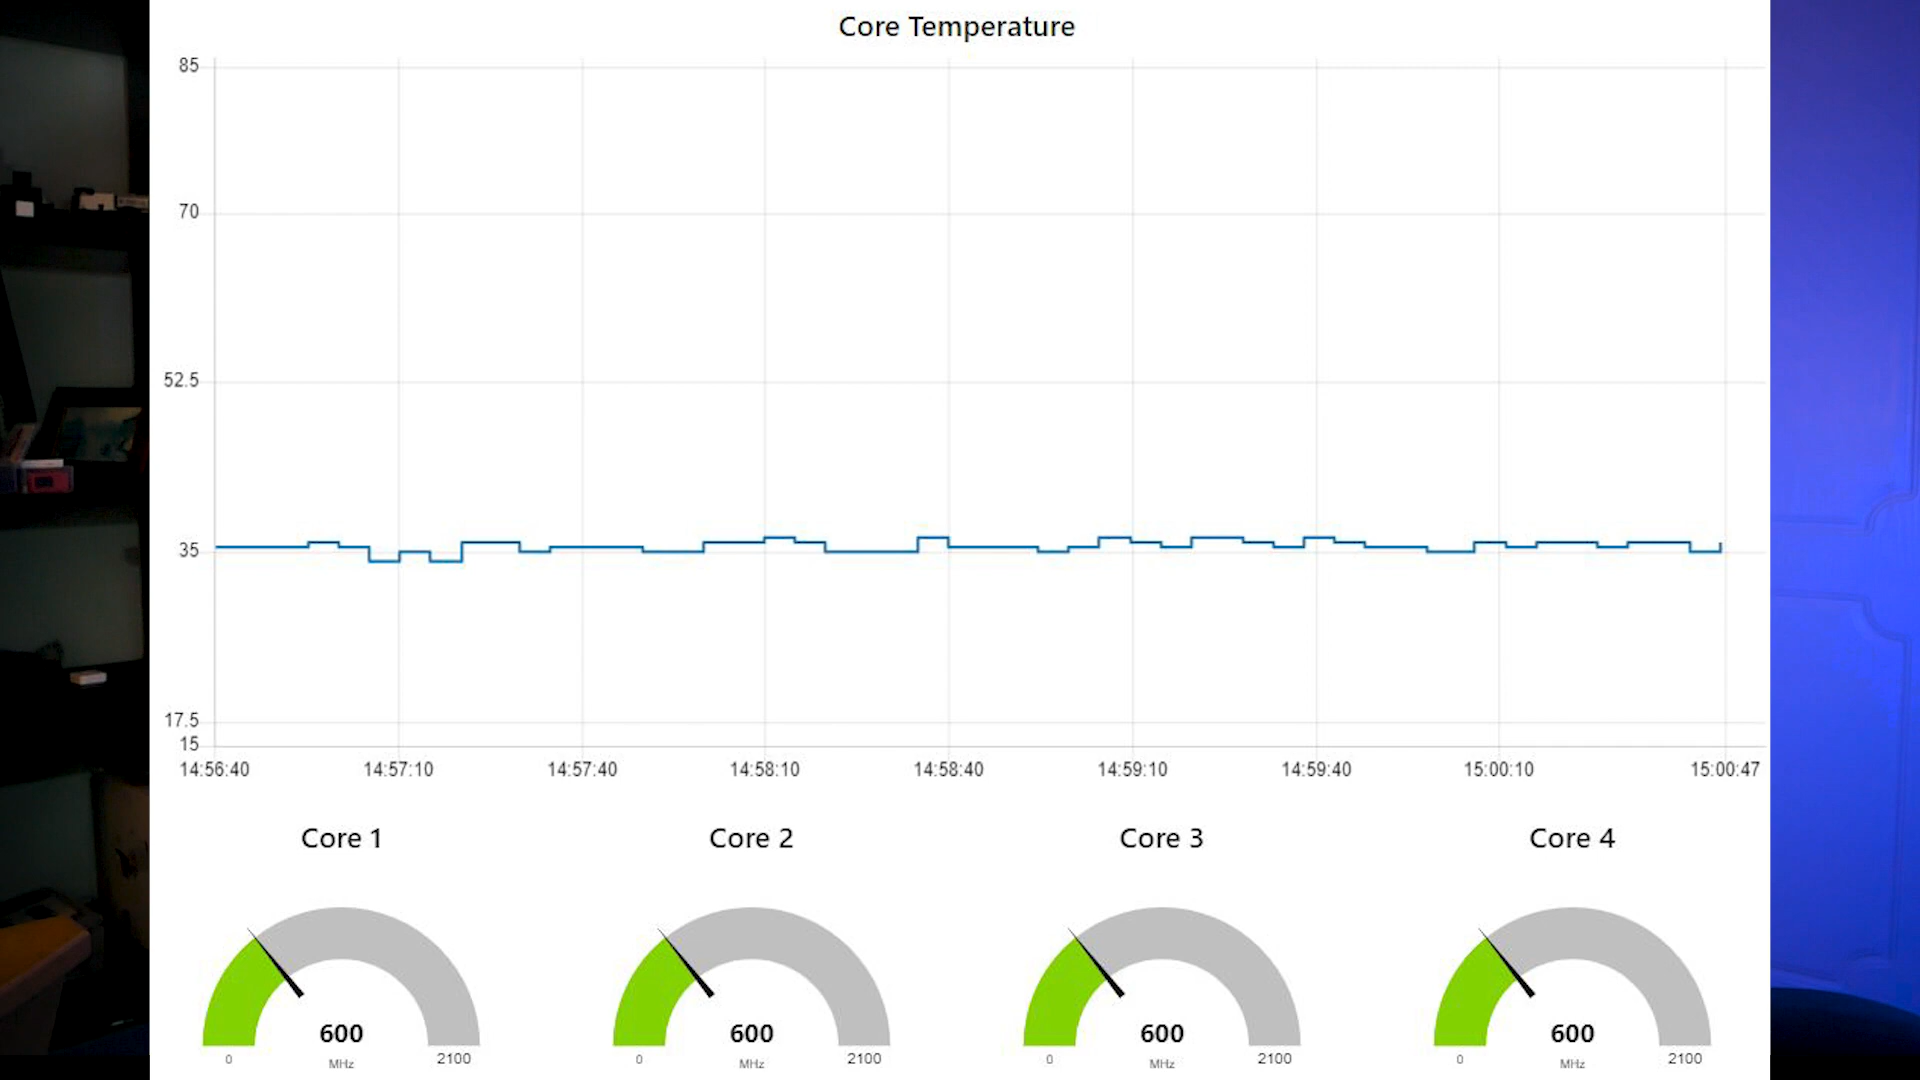 Core Temperature
85
70
52.5
35
17.5
15
14:56:40 14:57:10 14:57:40 14:58:10 14:58:40 14:59:10 14:59:40 15:00:10 15:00:47
Core 1 Core 2 Core 3 Core 4
600 600 600 600
0 MHz 2100 0 MHz 2100 0 MHz 2100 0 MHz 2100